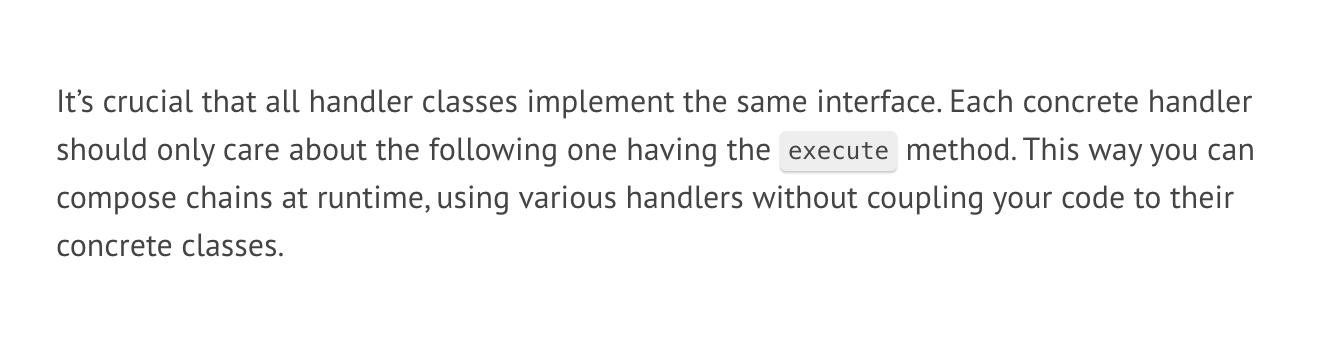 It’s crucial that all handler classes implement the same interface. Each concrete handler
should only care about the following one having the execute method. This way you can
compose chains at runtime, using various handlers without coupling your code to their
concrete classes.